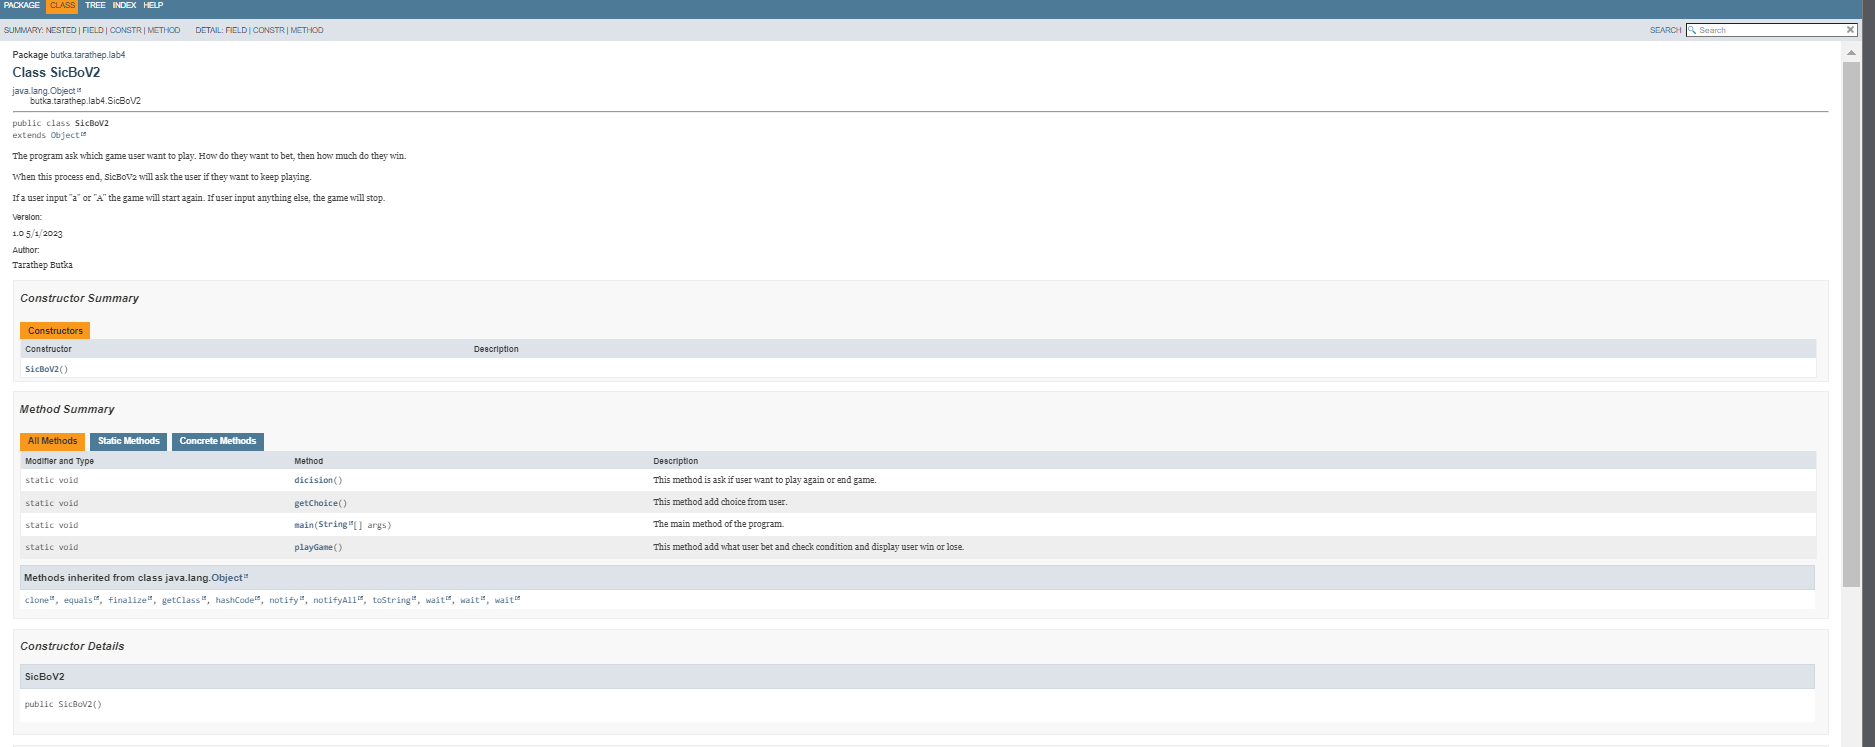 PACKAGE CLASS TREE INDEX HELP
SUMMARY: NESTED | FIELD | CONSTR | METHOD DETAIL: FIELD | CONSTR | METHOD SEARCH Search
Package butka.tarathep.lab4
Class SicBoV2
java.lang.Object
butka.tarathep.lab4.SicBoV2
public class SicBoV2
extends Object
The program ask which game user want to play. How do they want to bet, then how much do they win.
When this process end, SicBoV2 will ask the user if they want to keep playing.
If a user input "a" or "A" the game will start again. If user input anything else, the game will stop.
Version:
1.0 5/1/2023
Author:
Tarathep Butka
Constructor Summary
Constructors
Constructor Description
SicBoV2()
Method Summary
All Methods Static Methods Concrete Methods
Modifier and Type Method Description
static void dicision() This method is ask if user want to play again or end game.
static void getChoice() This method add choice from user.
static void main(String[] args) The main method of the program.
static void playGame() This method add what user bet and check condition and display user win or lose.
Methods inherited from class java.lang.Object
clone, equals, finalize, getClass, hashCode, notify, notifyAll, toString, wait, wait, wait
Constructor Details
SicBoV2
public SicBoV2()